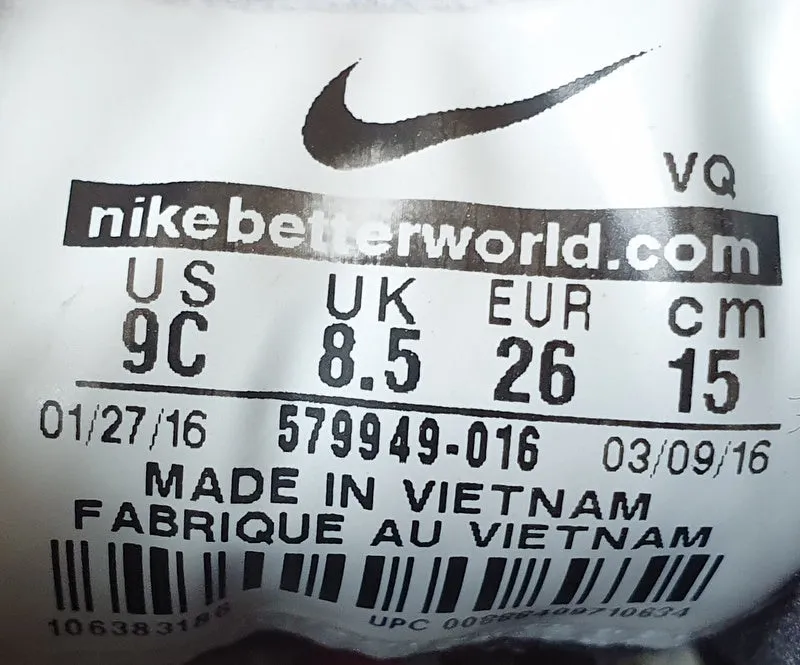 VQ
nikebetterworld.com
US UK EUR cm
9C 8.5 26 15
01/27/16 579949-016 03/09/16
MADE IN VIETNAM
FABRIQUE AU VIETNAM
UPC